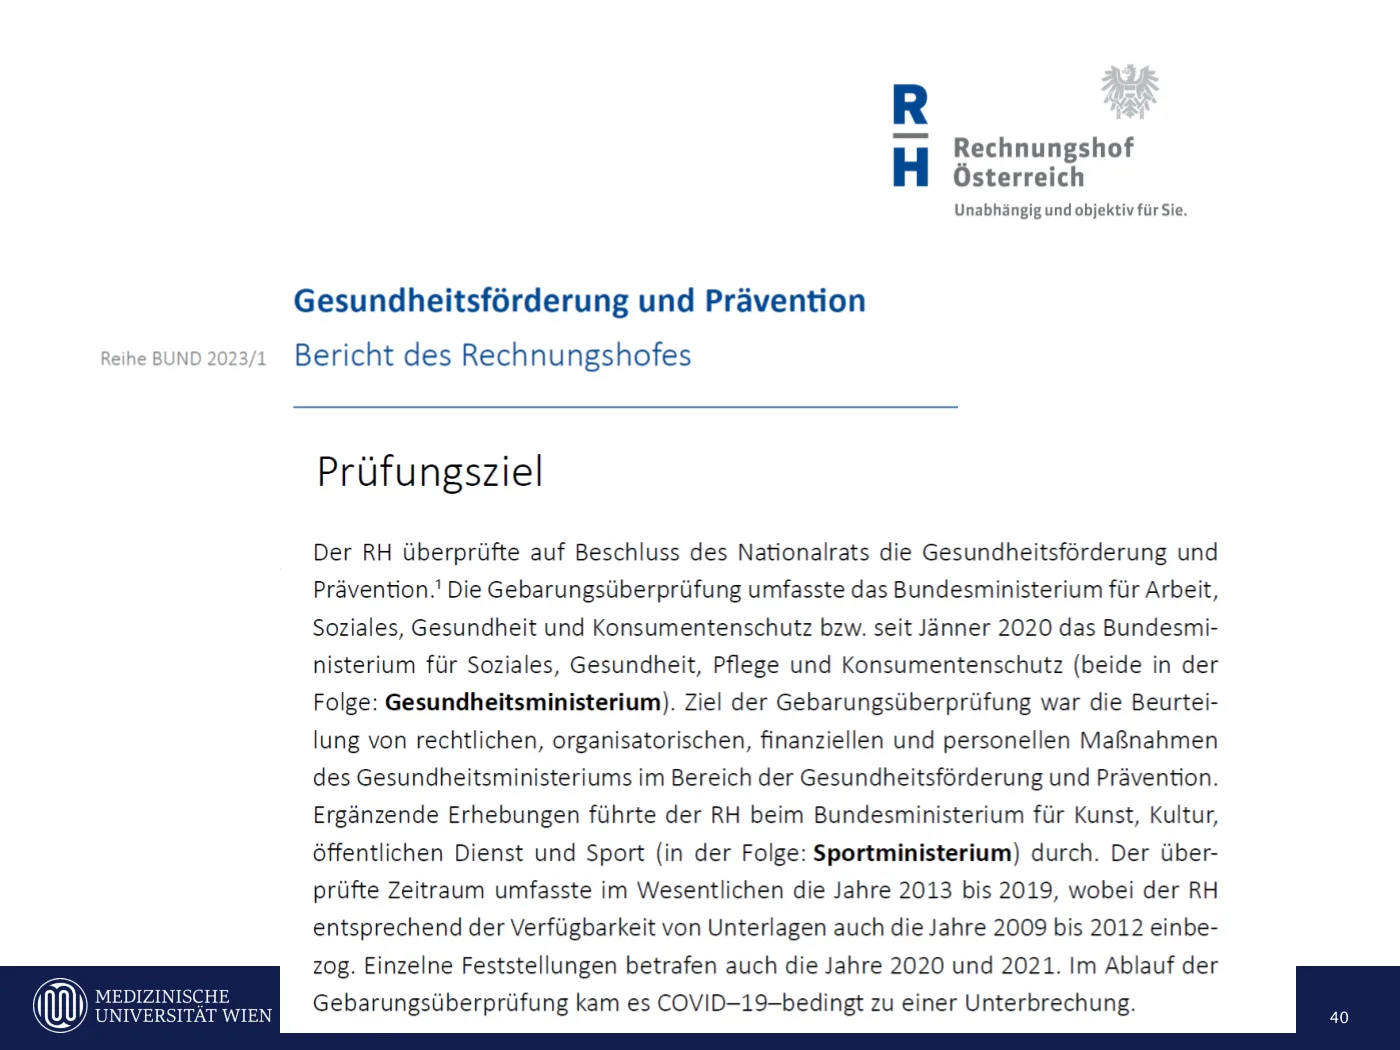 R
H
Rechnungshof
Österreich
Unabhängig und objektiv für Sie.
Gesundheitsförderung und Prävention
Reihe BUND 2023/1 Bericht des Rechnungshofes
Prüfungsziel
Der RH überprüfte auf Beschluss des Nationalrats die Gesundheitsförderung und
Prävention.¹ Die Gebarungsüberprüfung umfasste das Bundesministerium für Arbeit,
Soziales, Gesundheit und Konsumentenschutz bzw. seit Jänner 2020 das Bundesmi-
nisterium für Soziales, Gesundheit, Pflege und Konsumentenschutz (beide in der
Folge: Gesundheitsministerium). Ziel der Gebarungsüberprüfung war die Beurtei-
lung von rechtlichen, organisatorischen, finanziellen und personellen Maßnahmen
des Gesundheitsministeriums im Bereich der Gesundheitsförderung und Prävention.
Ergänzende Erhebungen führte der RH beim Bundesministerium für Kunst, Kultur,
öffentlichen Dienst und Sport (in der Folge: Sportministerium) durch. Der über-
prüfte Zeitraum umfasste im Wesentlichen die Jahre 2013 bis 2019, wobei der RH
entsprechend der Verfügbarkeit von Unterlagen auch die Jahre 2009 bis 2012 einbe-
zog. Einzelne Feststellungen betrafen auch die Jahre 2020 und 2021. Im Ablauf der
Gebarungsüberprüfung kam es COVID–19–bedingt zu einer Unterbrechung.
MEDIZINISCHE
UNIVERSITÄT WIEN
40